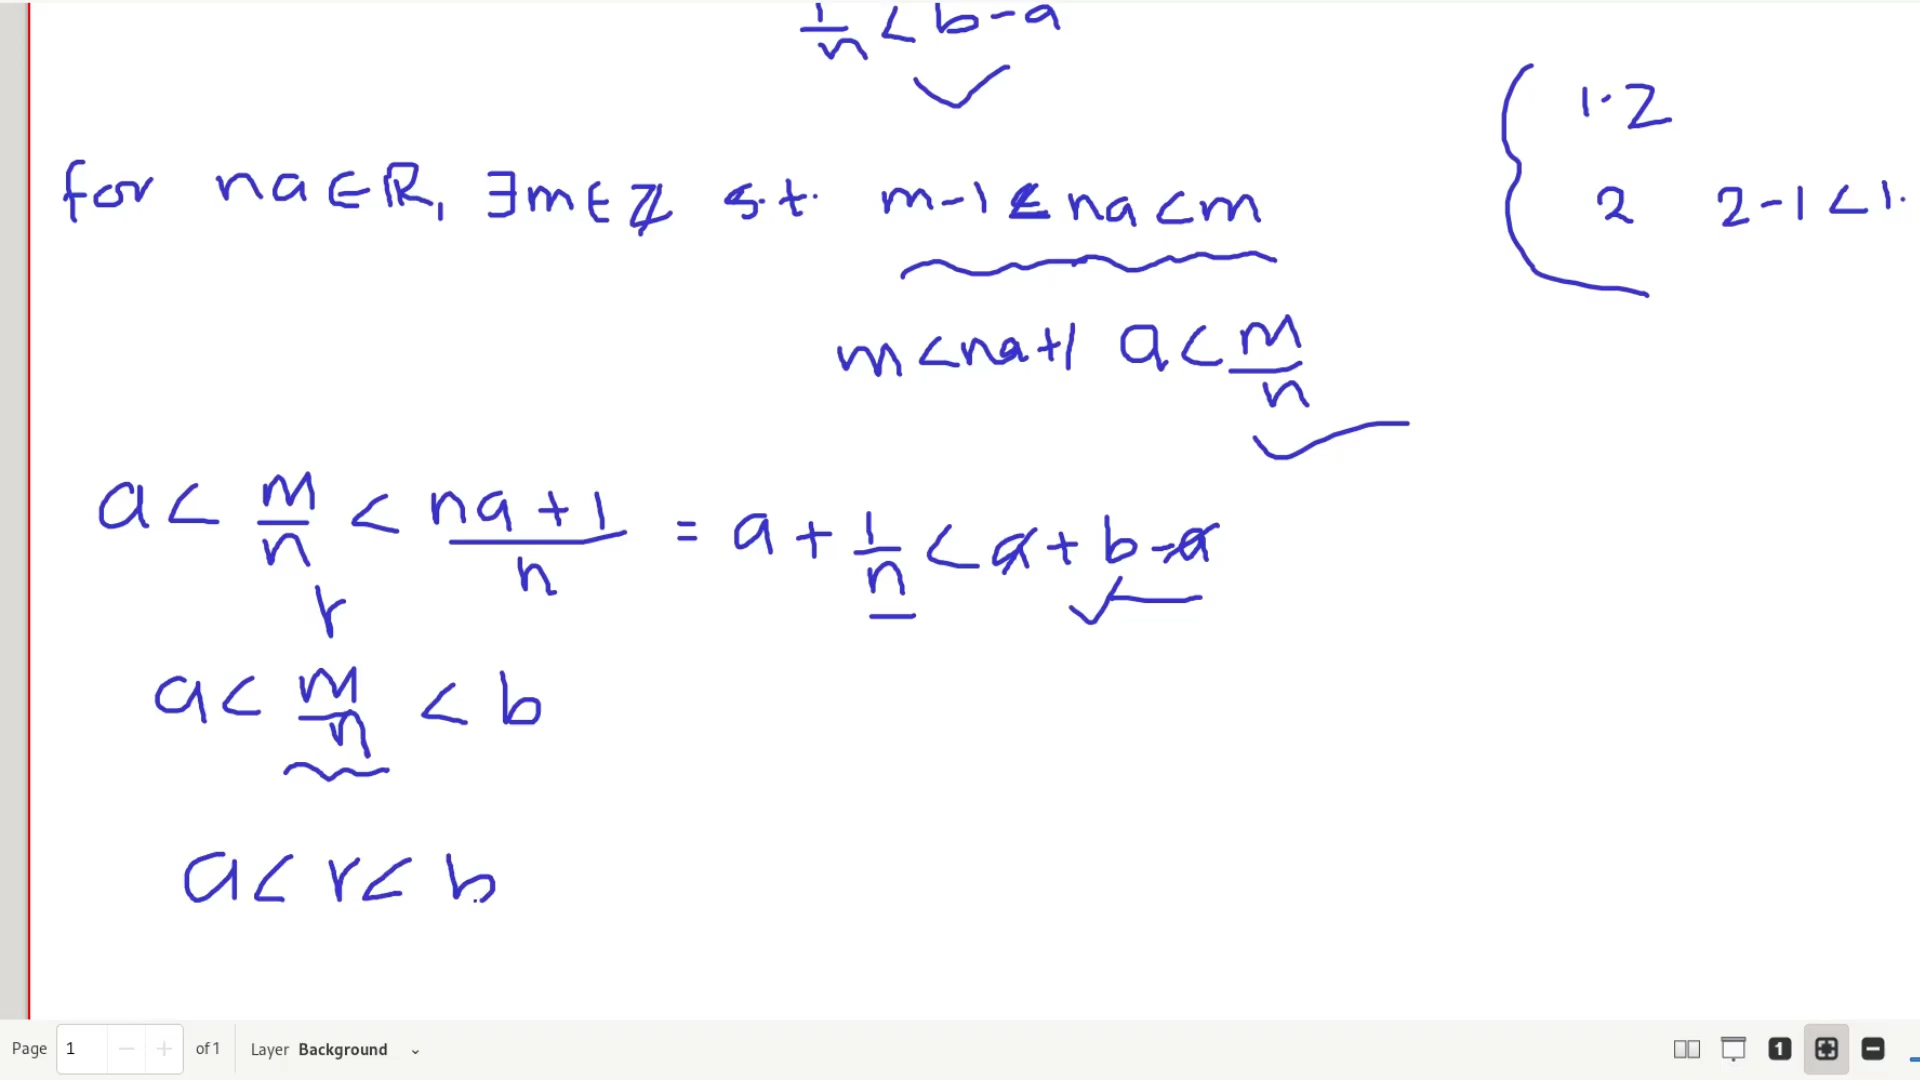 1/n < b - a
1.2
for na ∈ ℝ, ∃m ∈ ℤ s.t. m-1 ≤ na < m
2 2-1 < 1.
m < na+1 a < m/n
a < m/n < (na+1)/n = a + 1/n < a + b - a
r
a < m/n < b
a < r < b
Page 1 of 1 Layer Background
1